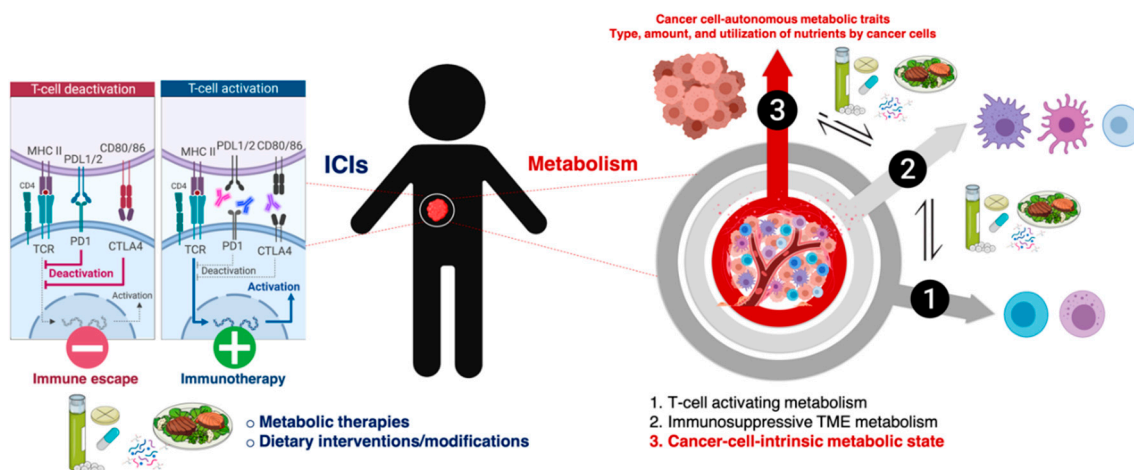 Cancer cell-autonomous metabolic traits
Type, amount, and utilization of nutrients by cancer cells
T-cell deactivation
T-cell activation
MHC II
PDL1/2
CD80/86
CD4
TCR
PD1
CTLA4
Deactivation
Activation
MHC II
PDL1/2
CD80/86
CD4
TCR
PD1
CTLA4
Deactivation
Activation
Immune escape
Immunotherapy
ICIs
Metabolism
3
2
1
○ Metabolic therapies
○ Dietary interventions/modifications
1. T-cell activating metabolism
2. Immunosuppressive TME metabolism
3. Cancer-cell-intrinsic metabolic state